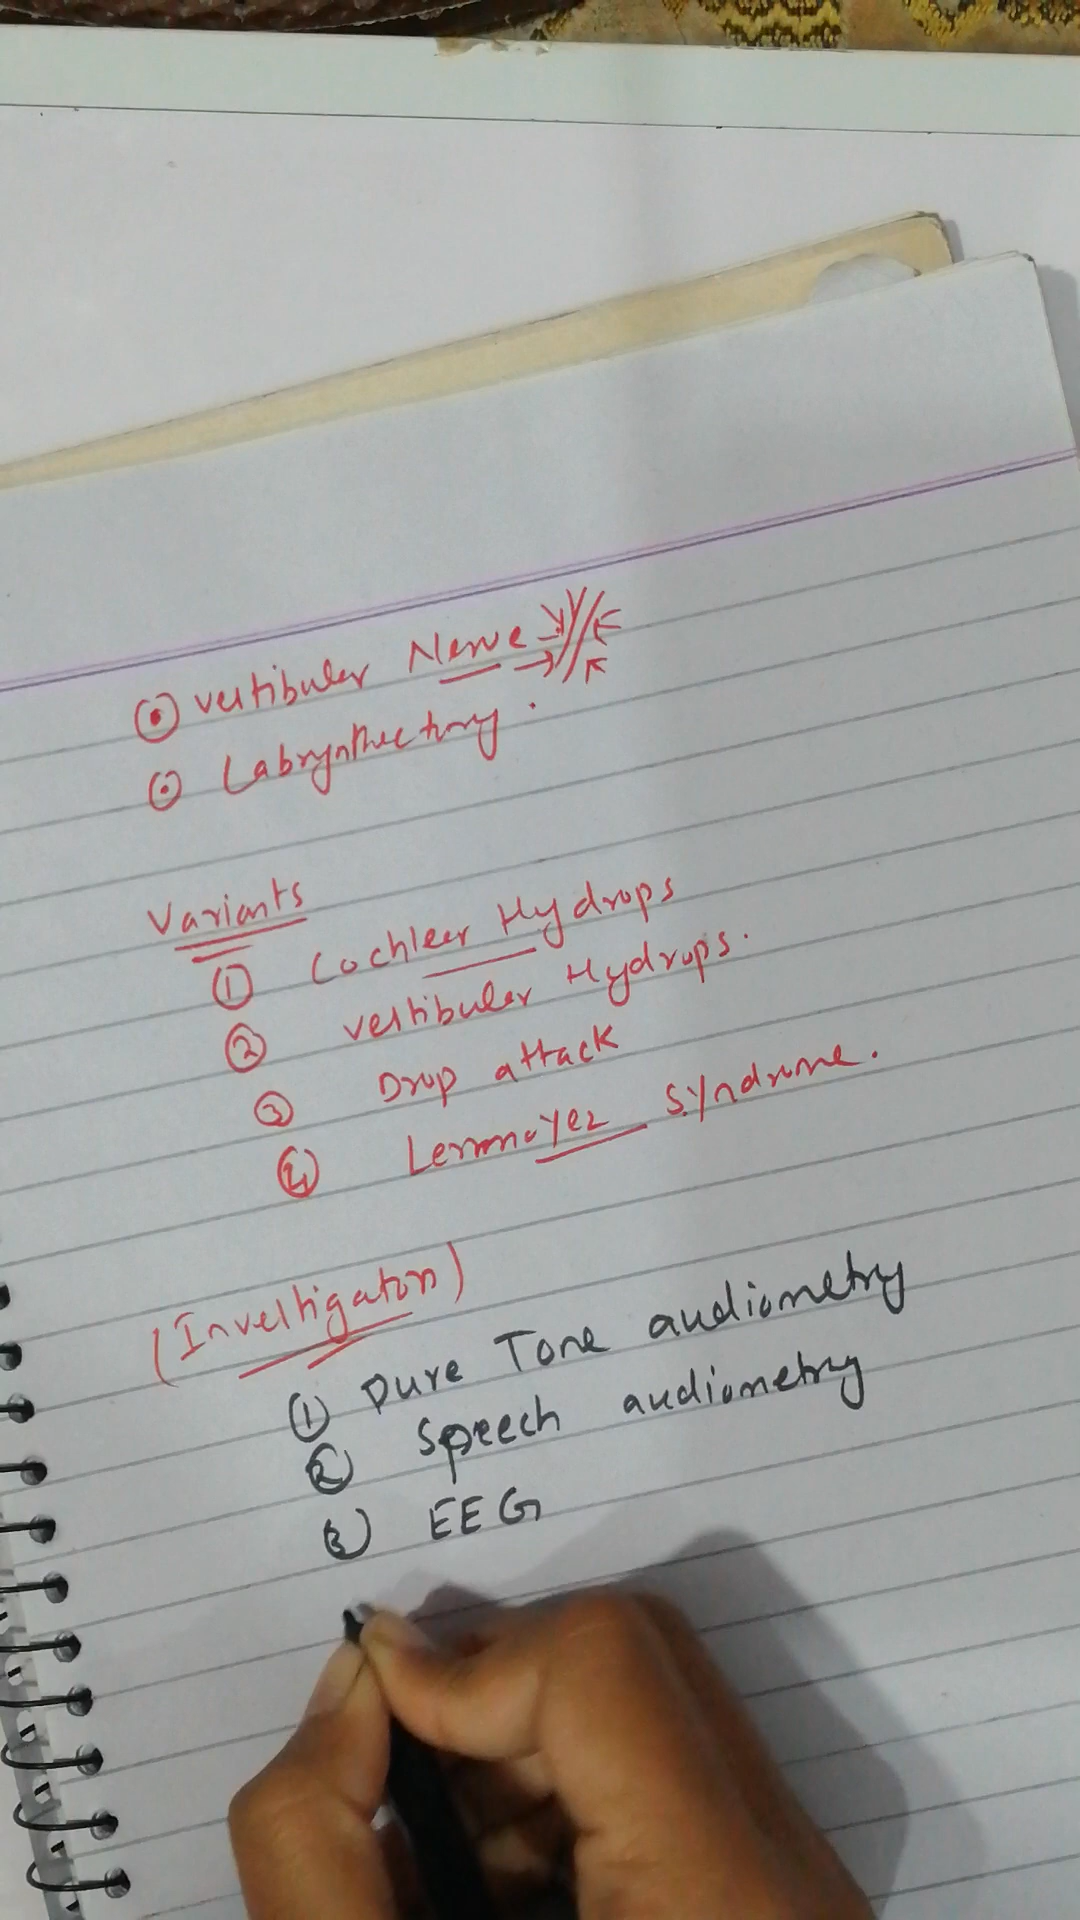 vestibular Nerve
Labrynthectomy.
Variants
① Cochlear Hydrops
② vestibular Hydrops.
③ Drop attack
④ Lermoyez Syndrome.
(Investigation)
① Pure Tone audiometry
② Speech audiometry
③ EEG